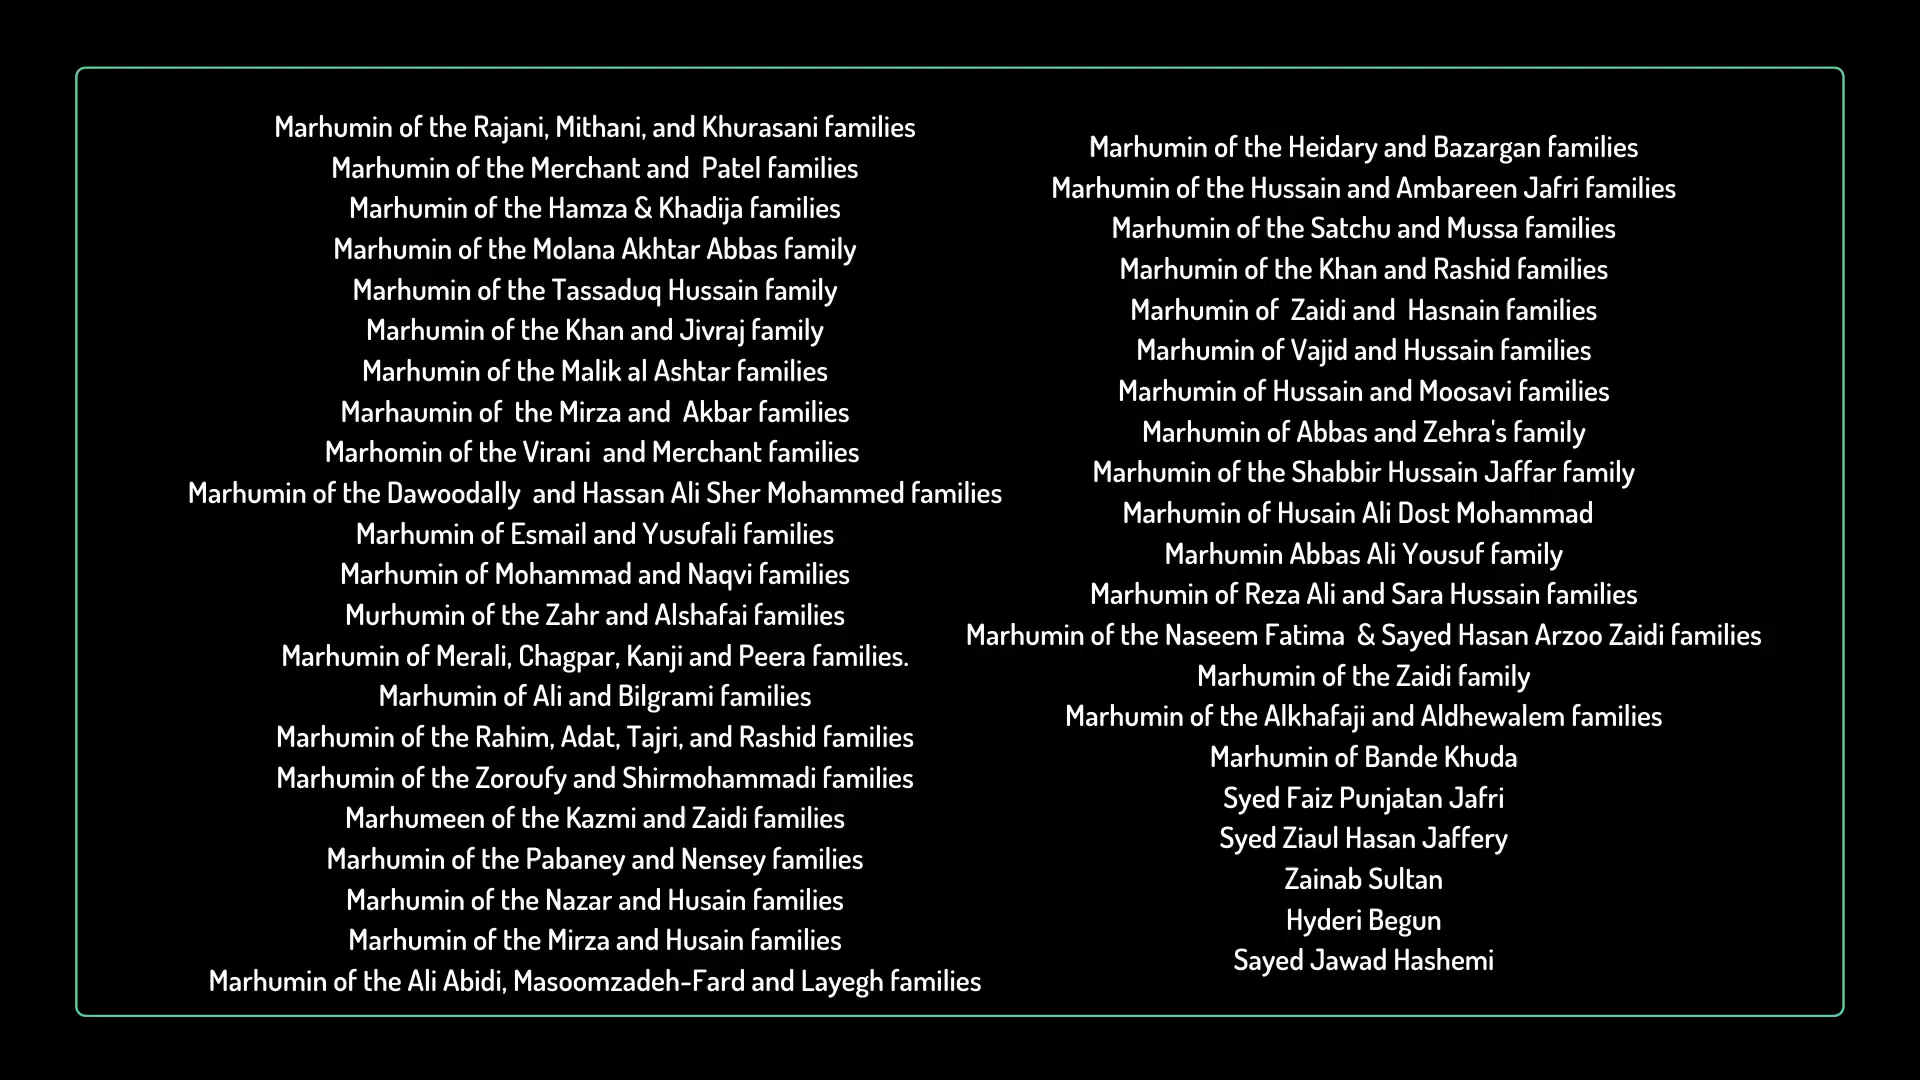 Marhumin of the Rajani, Mithani, and Khurasani families
Marhumin of the Merchant and  Patel families
Marhumin of the Hamza & Khadija families
Marhumin of the Molana Akhtar Abbas family
Marhumin of the Tassaduq Hussain family
Marhumin of the Khan and Jivraj family
Marhumin of the Malik al Ashtar families
Marhaumin of  the Mirza and  Akbar families
Marhomin of the Virani  and Merchant families
Marhumin of the Dawoodally  and Hassan Ali Sher Mohammed families
Marhumin of Esmail and Yusufali families
Marhumin of Mohammad and Naqvi families
Murhumin of the Zahr and Alshafai families
Marhumin of Merali, Chagpar, Kanji and Peera families.
Marhumin of Ali and Bilgrami families
Marhumin of the Rahim, Adat, Tajri, and Rashid families
Marhumin of the Zoroufy and Shirmohammadi families
Marhumeen of the Kazmi and Zaidi families
Marhumin of the Pabaney and Nensey families
Marhumin of the Nazar and Husain families
Marhumin of the Mirza and Husain families
Marhumin of the Ali Abidi, Masoomzadeh-Fard and Layegh families
Marhumin of the Heidary and Bazargan families
Marhumin of the Hussain and Ambareen Jafri families
Marhumin of the Satchu and Mussa families
Marhumin of the Khan and Rashid families
Marhumin of  Zaidi and  Hasnain families
Marhumin of Vajid and Hussain families
Marhumin of Hussain and Moosavi families
Marhumin of Abbas and Zehra's family
Marhumin of the Shabbir Hussain Jaffar family
Marhumin of Husain Ali Dost Mohammad
Marhumin Abbas Ali Yousuf family
Marhumin of Reza Ali and Sara Hussain families
Marhumin of the Naseem Fatima  & Sayed Hasan Arzoo Zaidi families
Marhumin of the Zaidi family
Marhumin of the Alkhafaji and Aldhewalem families
Marhumin of Bande Khuda
Syed Faiz Punjatan Jafri
Syed Ziaul Hasan Jaffery
Zainab Sultan
Hyderi Begun
Sayed Jawad Hashemi